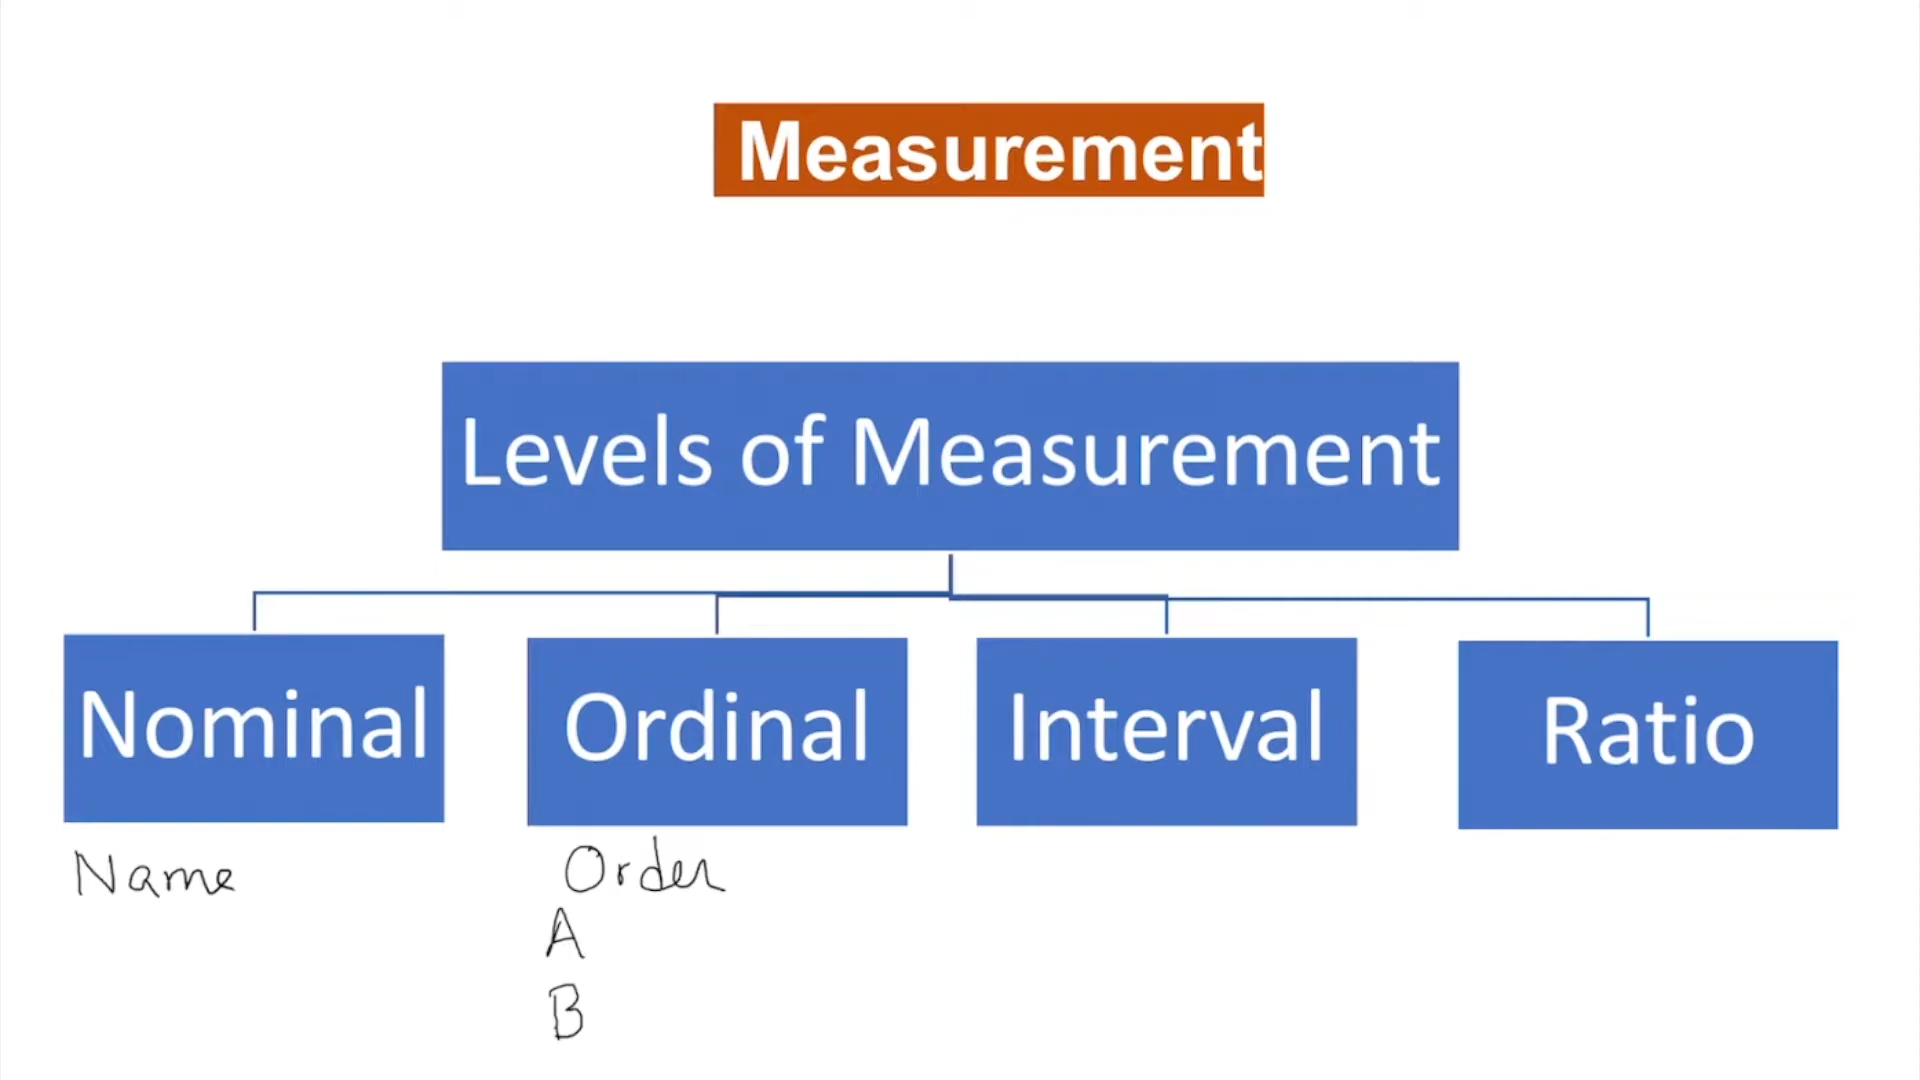 Measurement
Levels of Measurement
Nominal
Ordinal
Interval
Ratio
Name
Order
A
B